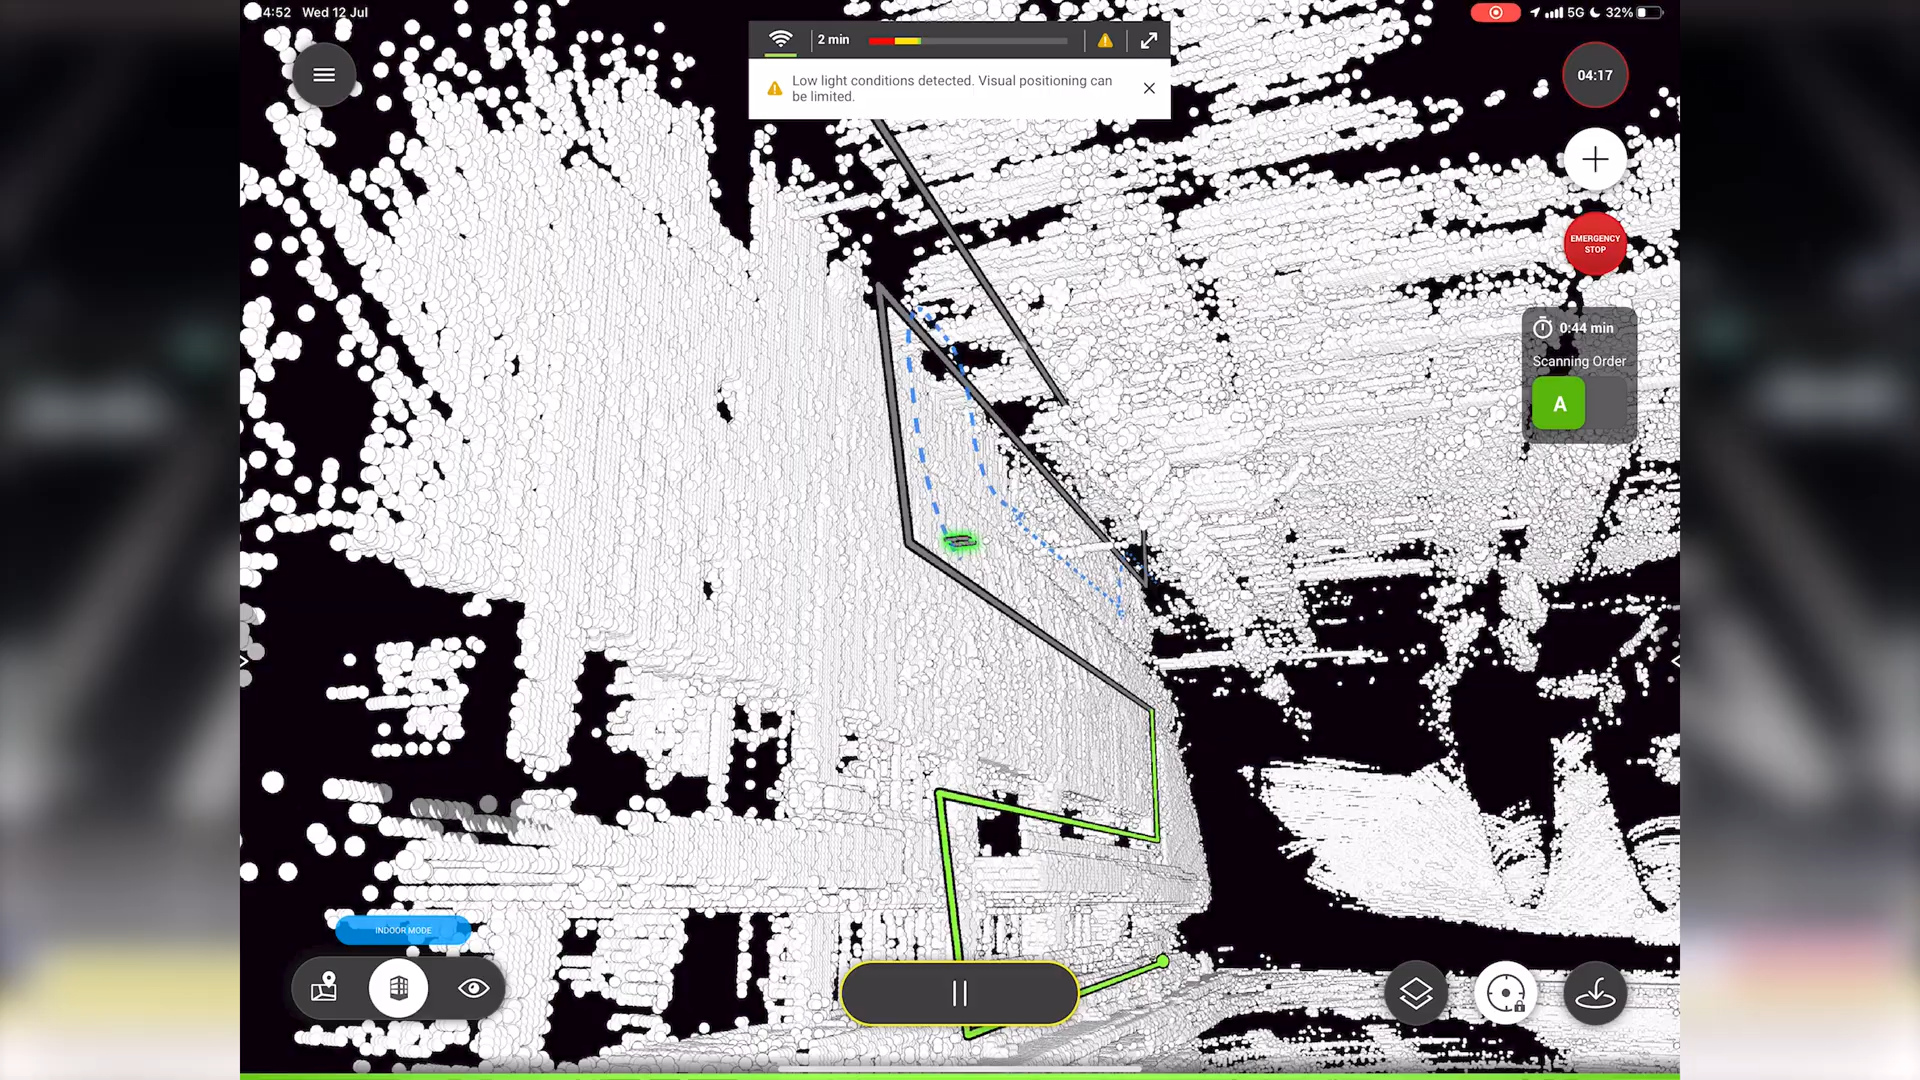 4:52 Wed 12 Jul
5G 32%
2 min
Low light conditions detected. Visual positioning can
be limited.
04:17
EMERGENCY
STOP
0:44 min
Scanning Order
A
INDOOR MODE